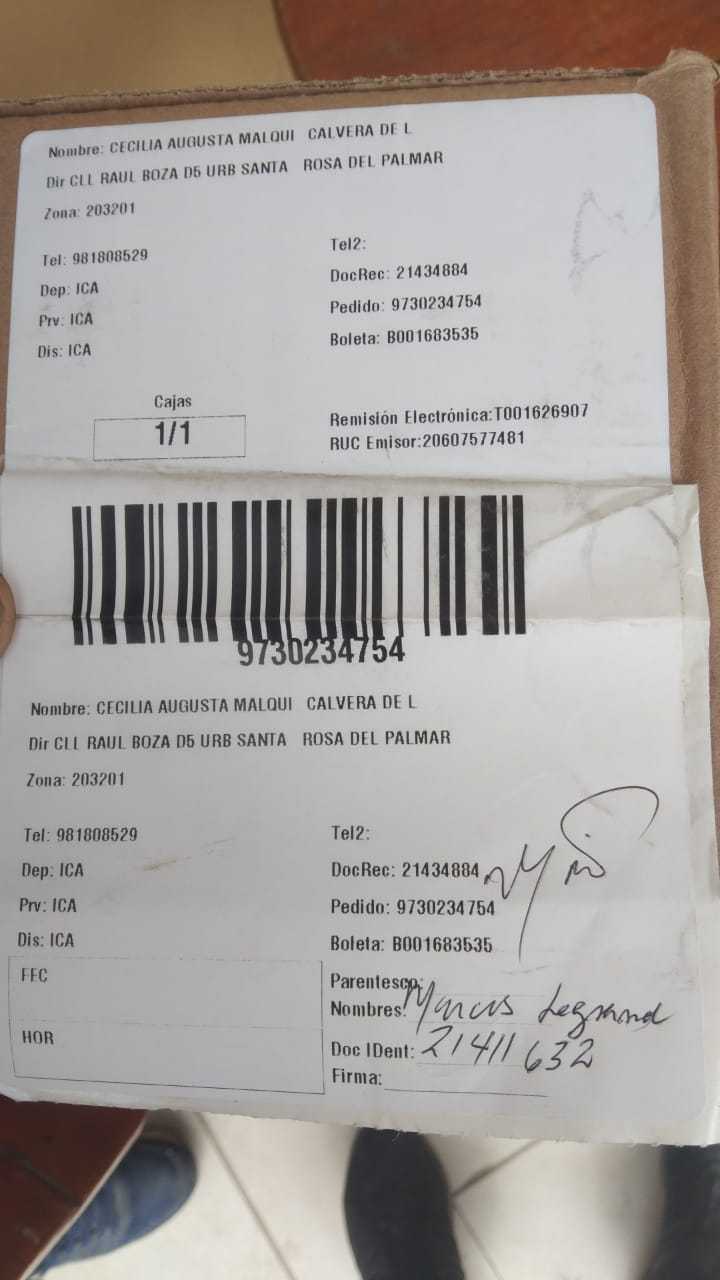 Nombre: CECILIA AUGUSTA MALQUI CALVERA DE L
Dir CLL RAUL BOZA D5 URB SANTA ROSA DEL PALMAR
Zona: 203201
Tel: 981808529 Tel2:
Dep: ICA DocRec: 21434884
Prv: ICA Pedido: 9730234754
Dis: ICA Boleta: B001683535
Cajas
1/1
Remisión Electrónica:T001626907
RUC Emisor:20607577481
9730234754
Nombre: CECILIA AUGUSTA MALQUI CALVERA DE L
Dir CLL RAUL BOZA D5 URB SANTA ROSA DEL PALMAR
Zona: 203201
Tel: 981808529 Tel2:
Dep: ICA DocRec: 21434884
Prv: ICA Pedido: 9730234754
Dis: ICA Boleta: B001683535
FEC
HOR
Parentesco:
Nombres: Marcos Legrand
Doc IDent: 21411632
Firma: